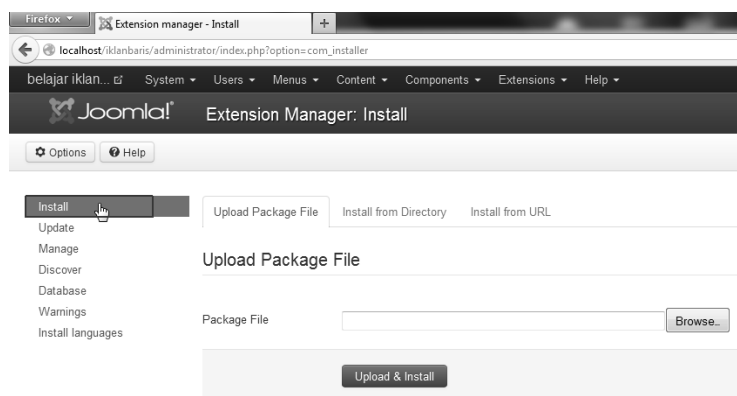 Firefox
Extension manager - Install
+
localhost/iklanbaris/administrator/index.php?option=com_installer
belajar iklan... System Users Menus Content Components Extensions Help
Joomla!® Extension Manager: Install
Options Help
Install
Upload Package File Install from Directory Install from URL
Update
Manage
Discover
Database
Warnings
Install languages
Upload Package File
Package File Browse..
Upload & Install